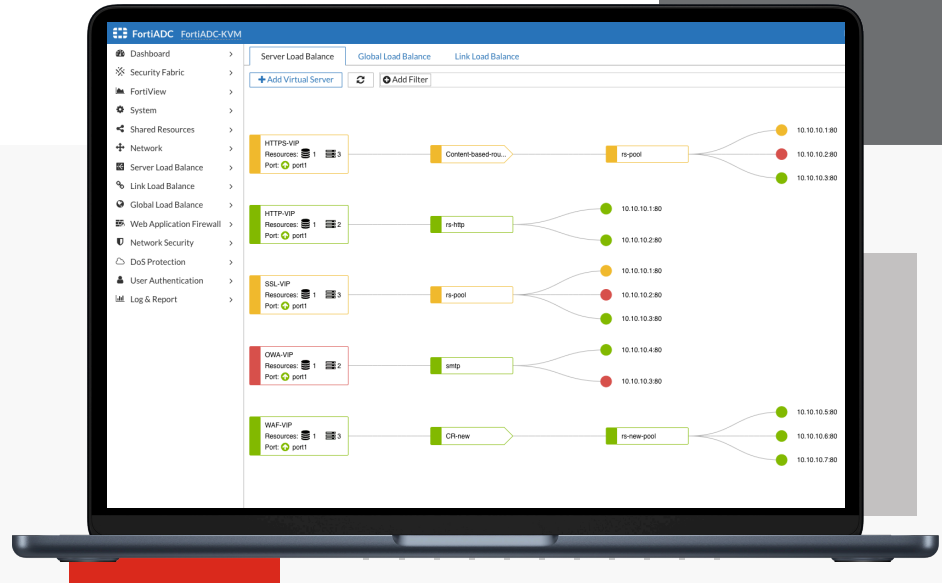 FortiADC FortiADC-KVM
Dashboard
Security Fabric
FortiView
System
Shared Resources
Network
Server Load Balance
Link Load Balance
Global Load Balance
Web Application Firewall
Network Security
DoS Protection
User Authentication
Log & Report
Server Load Balance Global Load Balance Link Load Balance
Add Virtual Server Add Filter
HTTPS-VIP
Resources: 1 3
Port: port1
Content-based-rou...
rs-pool
10.10.10.1:80
10.10.10.2:80
10.10.10.3:80
HTTP-VIP
Resources: 1 2
Port: port1
rs-http
10.10.10.1:80
10.10.10.2:80
SSL-VIP
Resources: 1 3
Port: port1
rs-pool
10.10.10.1:80
10.10.10.2:80
10.10.10.3:80
OWA-VIP
Resources: 1 2
Port: port1
smtp
10.10.10.4:80
10.10.10.3:80
WAF-VIP
Resources: 1 3
Port: port1
CR-new
rs-new-pool
10.10.10.5:80
10.10.10.6:80
10.10.10.7:80